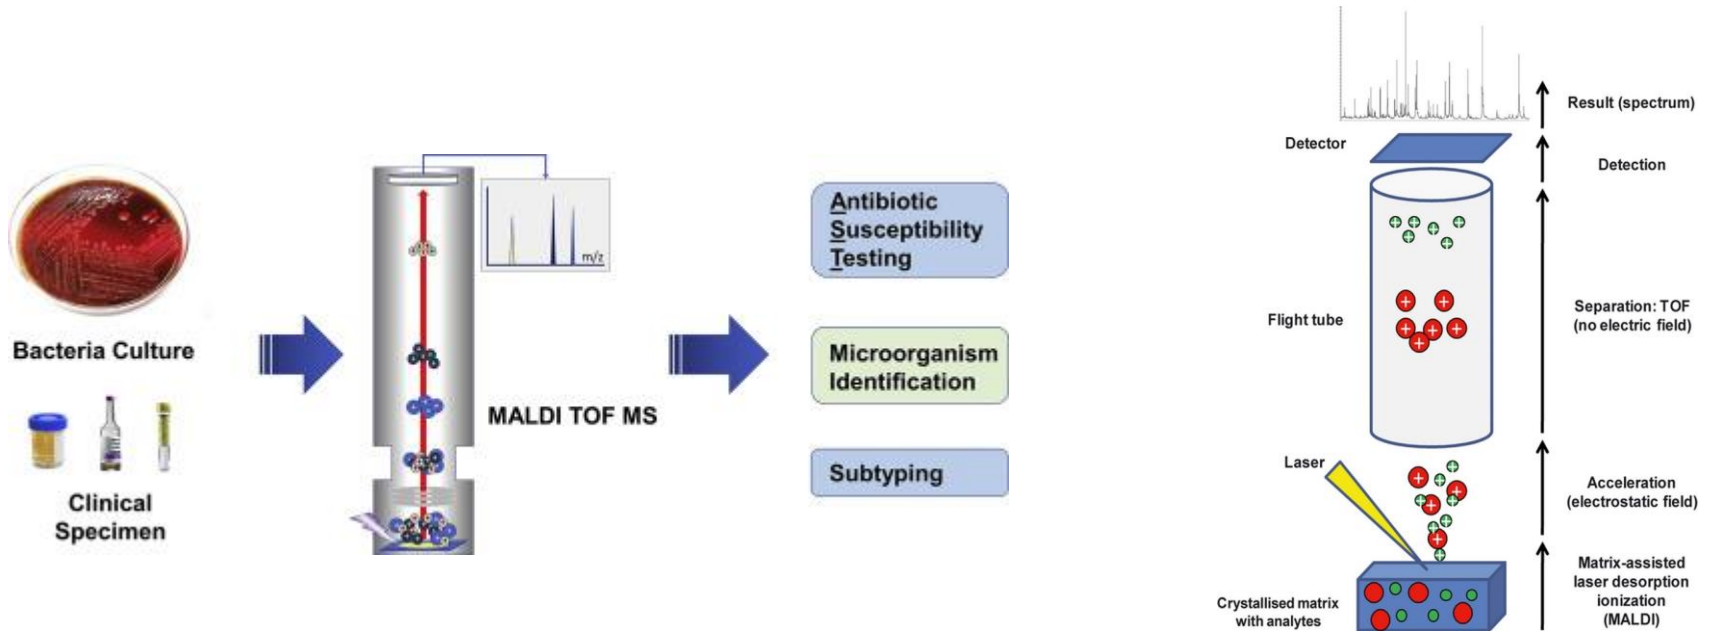 Bacteria Culture
Clinical
Specimen
m/z
MALDI TOF MS
Antibiotic
Susceptibility
Testing
Microorganism
Identification
Subtyping
Result (spectrum)
Detector
Detection
Flight tube
Separation: TOF
(no electric field)
Laser
Acceleration
(electrostatic field)
Crystallised matrix
with analytes
Matrix-assisted
laser desorption
ionization
(MALDI)